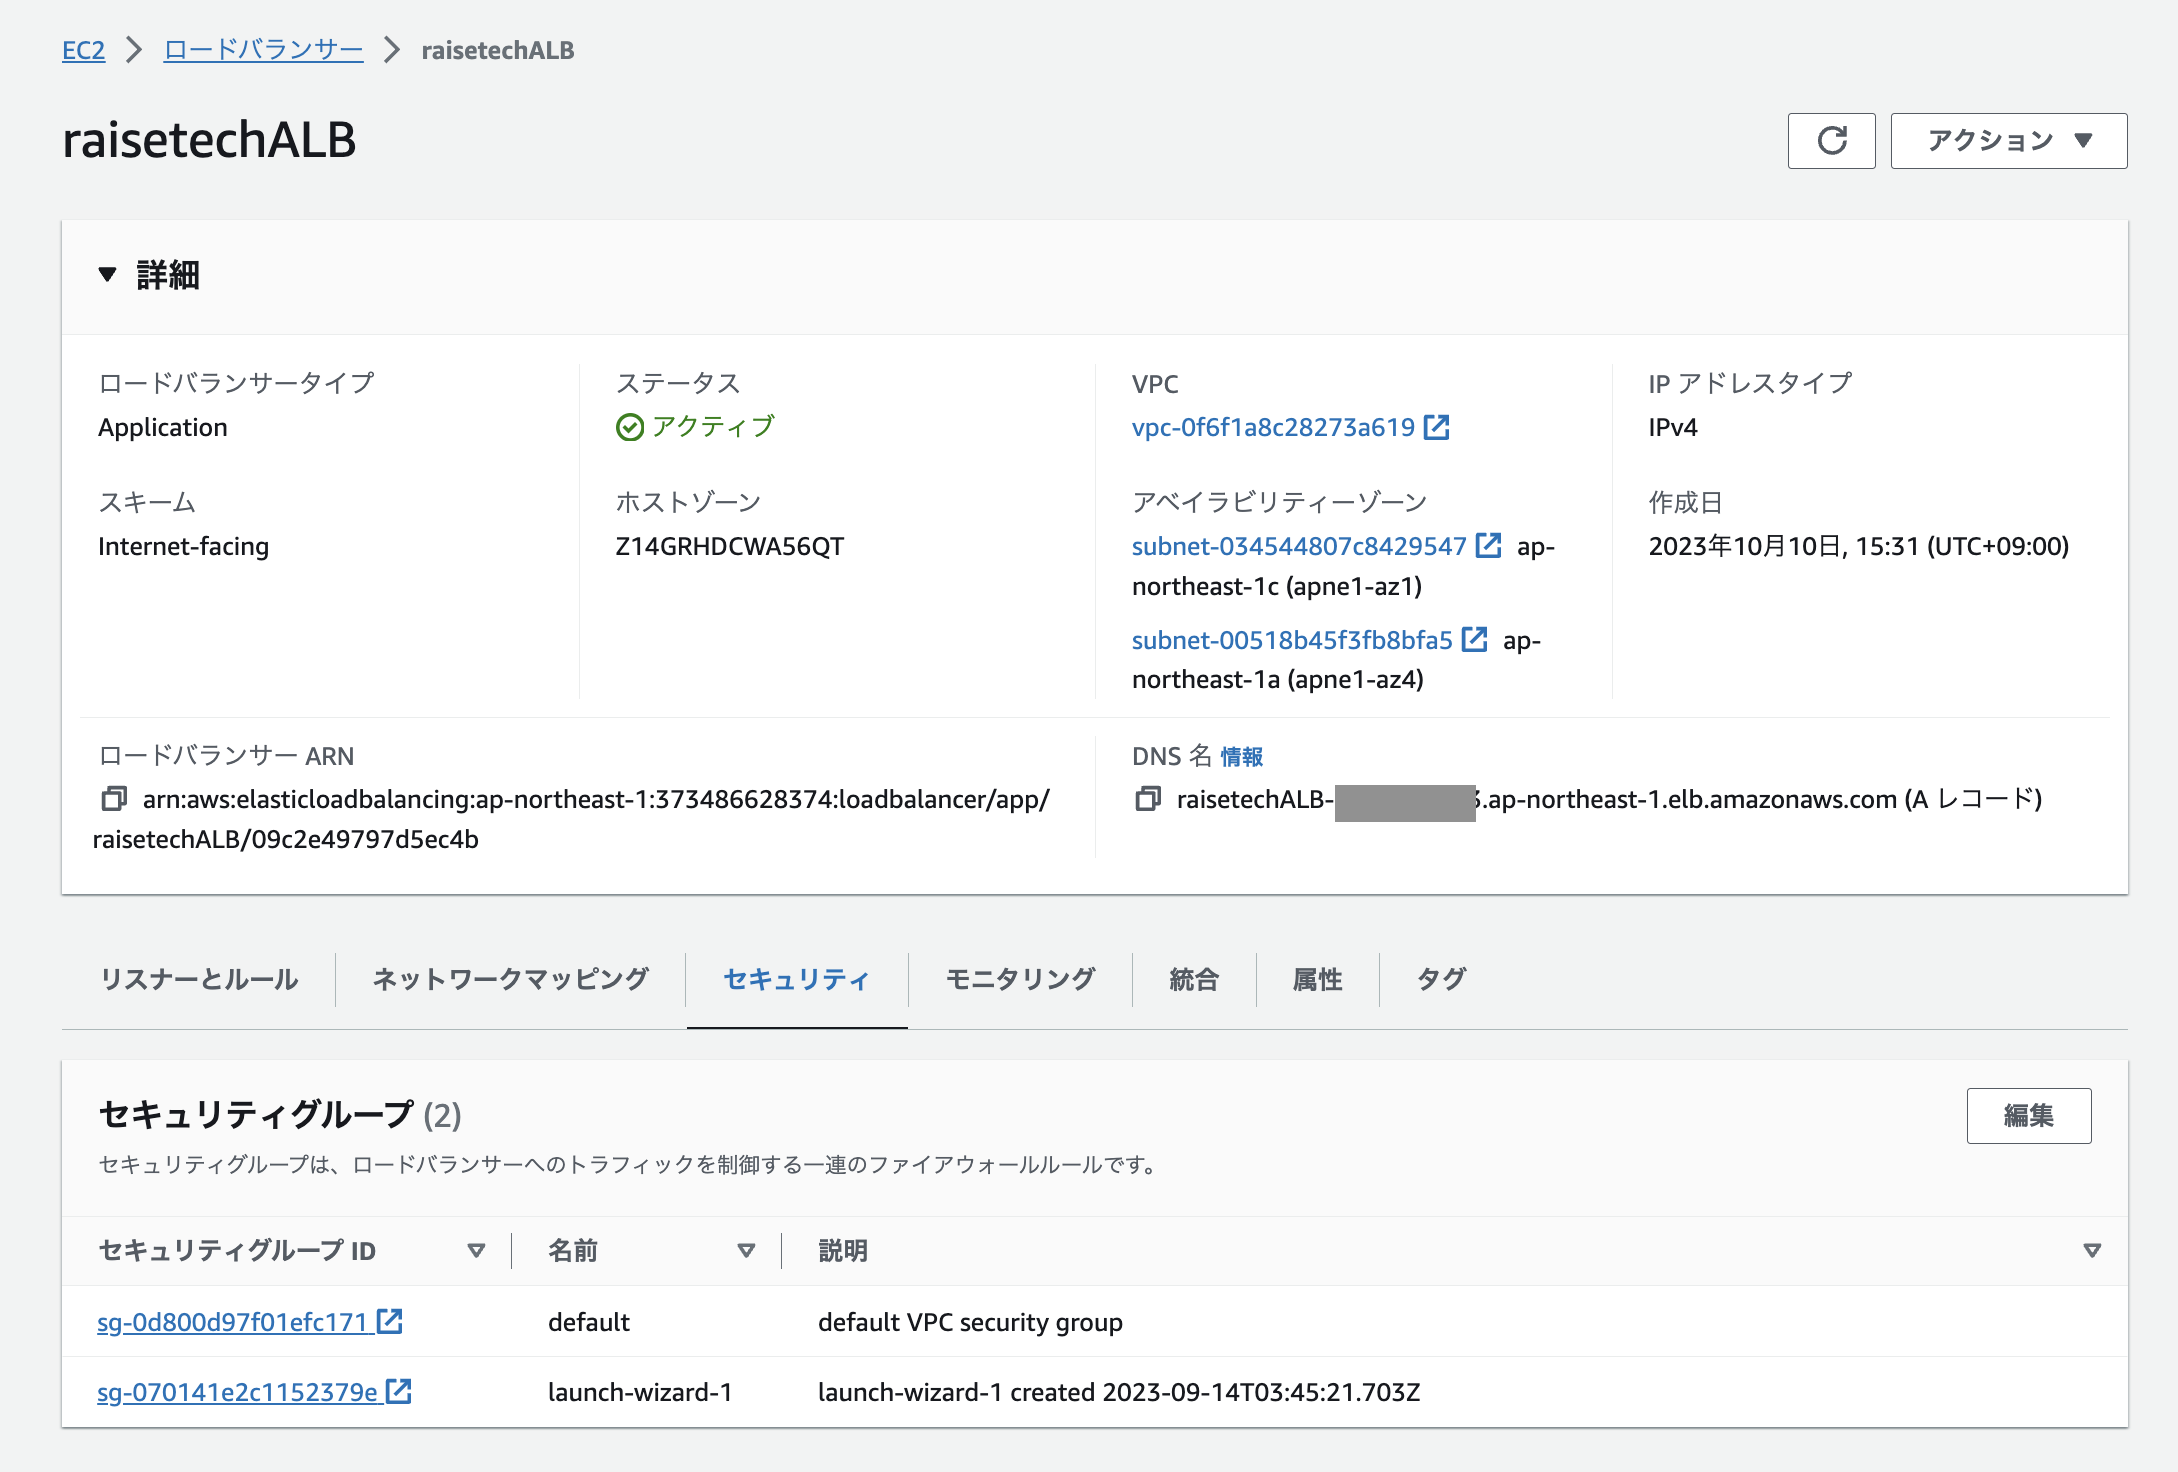 EC2 > ロードバランサー > raisetechALB
raisetechALB
アクション ▼
▼ 詳細
ロードバランサータイプ
Application
ステータス
アクティブ
VPC
vpc-0f6f1a8c28273a619
IP アドレスタイプ
IPv4
スキーム
Internet-facing
ホストゾーン
Z14GRHDCWA56QT
アベイラビリティーゾーン
subnet-034544807c8429547 ap-
northeast-1c (apne1-az1)
subnet-00518b45f3fb8bfa5 ap-
northeast-1a (apne1-az4)
作成日
2023年10月10日, 15:31 (UTC+09:00)
ロードバランサー ARN
arn:aws:elasticloadbalancing:ap-northeast-1:373486628374:loadbalancer/app/
raisetechALB/09c2e49797d5ec4b
DNS 名 情報
raisetechALB- .ap-northeast-1.elb.amazonaws.com (A レコード)
リスナーとルール ネットワークマッピング セキュリティ モニタリング 統合 属性 タグ
セキュリティグループ (2)
編集
セキュリティグループは、ロードバランサーへのトラフィックを制御する一連のファイアウォールルールです。
セキュリティグループ ID 名前 説明
sg-0d800d97f01efc171 default default VPC security group
sg-070141e2c1152379e launch-wizard-1 launch-wizard-1 created 2023-09-14T03:45:21.703Z